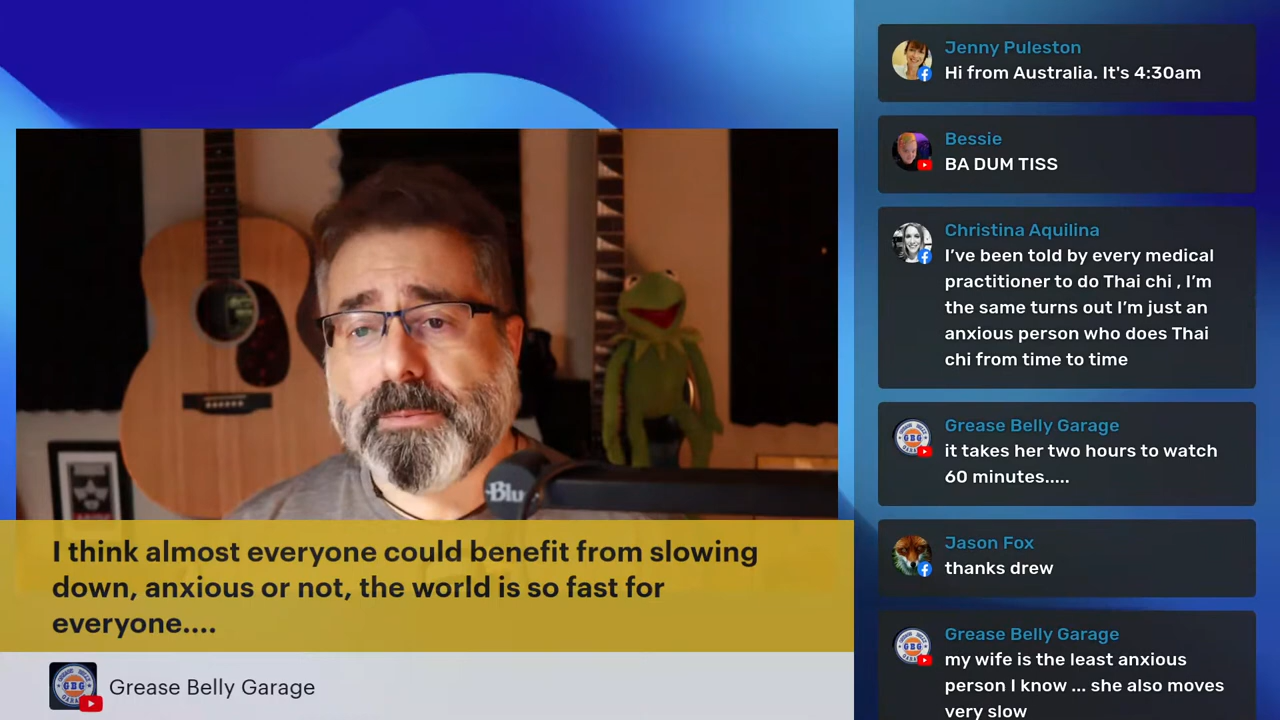 Jenny Puleston
Hi from Australia. It's 4:30am
Bessie
BA DUM TISS
Christina Aquilina
I’ve been told by every medical
practitioner to do Thai chi , I’m
the same turns out I’m just an
anxious person who does Thai
chi from time to time
Grease Belly Garage
it takes her two hours to watch
60 minutes.....
Jason Fox
thanks drew
Grease Belly Garage
my wife is the least anxious
person I know ... she also moves
very slow
Blu
I think almost everyone could benefit from slowing
down, anxious or not, the world is so fast for
everyone....
GBG
Grease Belly Garage